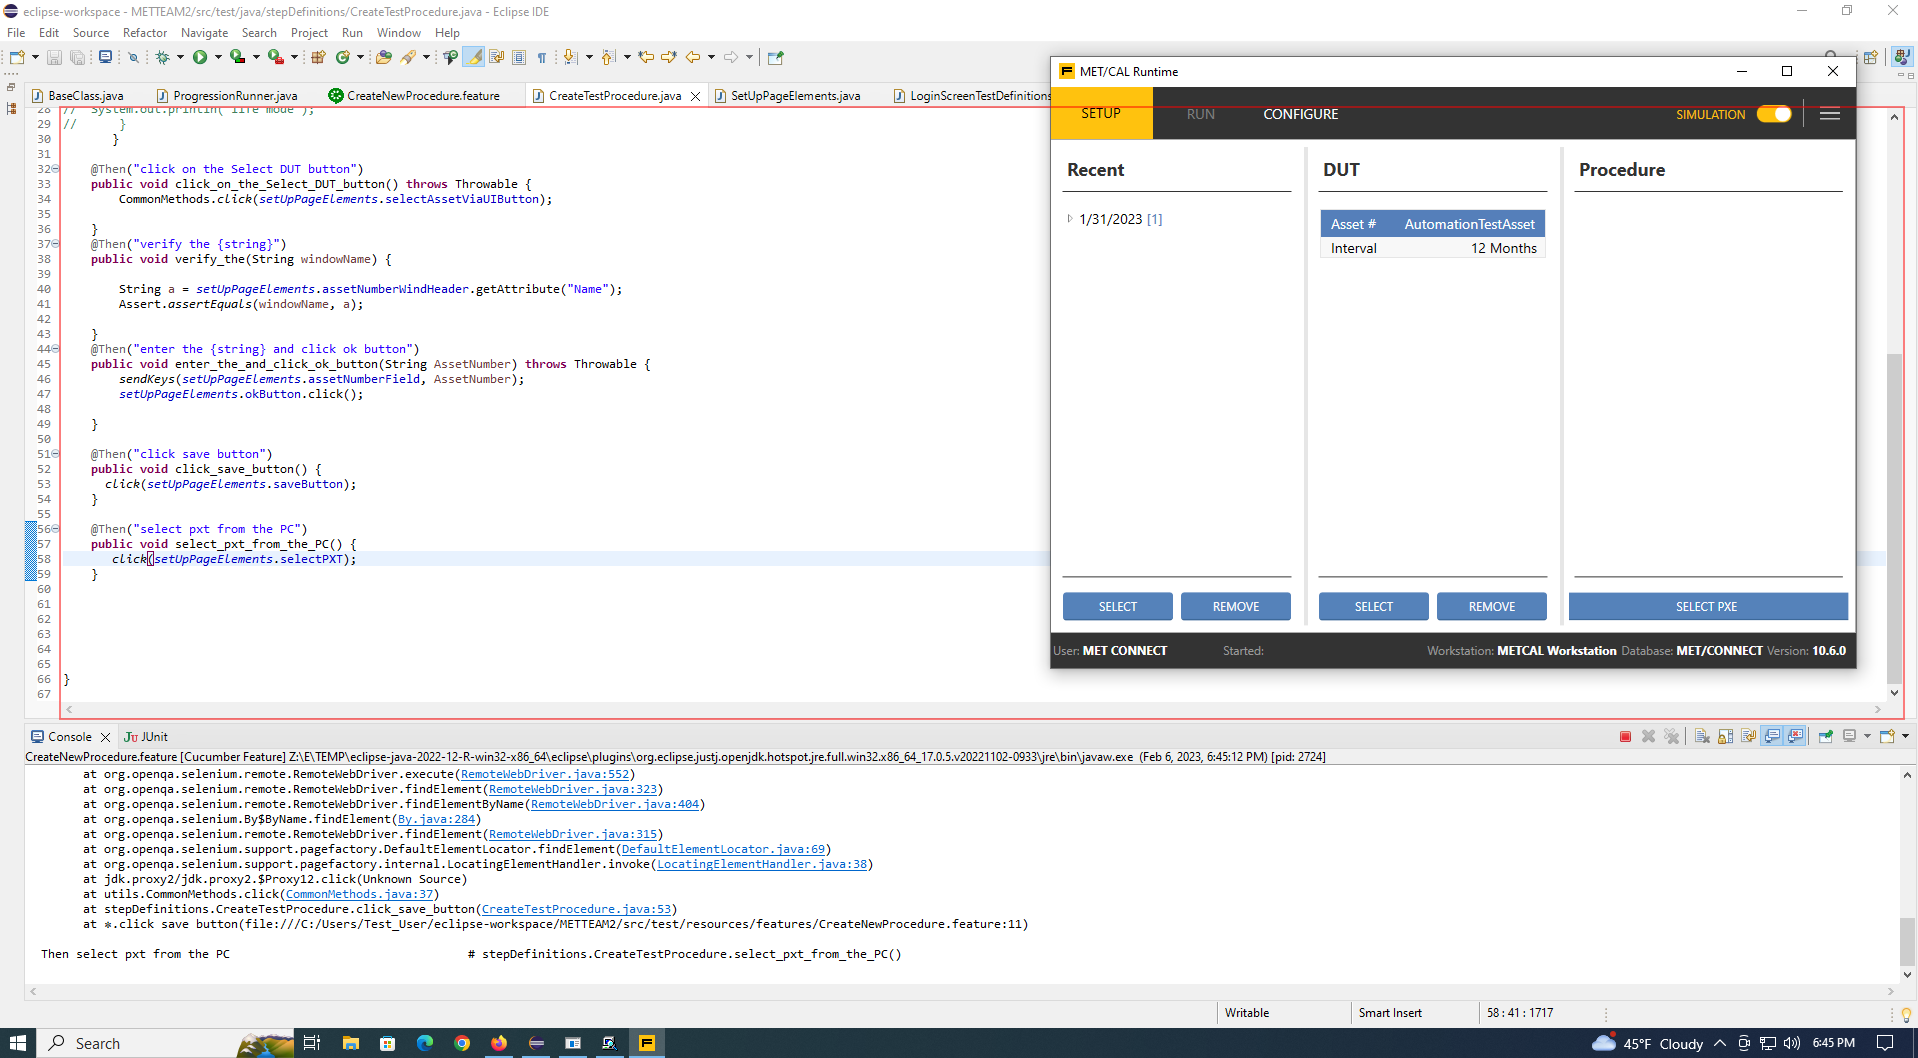 eclipse-workspace - METTEAM2/src/test/java/stepDefinitions/CreateTestProcedure.java - Eclipse IDE
File Edit Source Refactor Navigate Search Project Run Window Help
BaseClass.java ProgressionRunner.java CreateNewProcedure.feature CreateTestProcedure.java SetUpPageElements.java LoginScreenTestDefinitions
28 // System.out.println("life mode");
29 // }
30 }
31
32 @Then("click on the Select DUT button")
33 public void click_on_the_Select_DUT_button() throws Throwable {
34 CommonMethods.click(setUpPageElements.selectAssetViaUIButton);
35
36 }
37 @Then("verify the {string}")
38 public void verify_the(String windowName) {
39
40 String a = setUpPageElements.assetNumberWindHeader.getAttribute("Name");
41 Assert.assertEquals(windowName, a);
42
43 }
44 @Then("enter the {string} and click ok button")
45 public void enter_the_and_click_ok_button(String AssetNumber) throws Throwable {
46 sendKeys(setUpPageElements.assetNumberField, AssetNumber);
47 setUpPageElements.okButton.click();
48
49 }
50
51 @Then("click save button")
52 public void click_save_button() {
53 click(setUpPageElements.saveButton);
54 }
55
56 @Then("select pxt from the PC")
57 public void select_pxt_from_the_PC() {
58 click(setUpPageElements.selectPXT);
59 }
60
61
62
63
64
65
66 }
67
MET/CAL Runtime
SETUP RUN CONFIGURE SIMULATION
Recent
1/31/2023 [1]
DUT
Asset # AutomationTestAsset
Interval 12 Months
Procedure
SELECT REMOVE SELECT REMOVE SELECT PXE
User: MET CONNECT Started: Workstation: METCAL Workstation Database: MET/CONNECT Version: 10.6.0
Console JUnit
CreateNewProcedure.feature [Cucumber Feature] Z:\E\TEMP\eclipse-java-2022-12-R-win32-x86_64\eclipse\plugins\org.eclipse.justj.openjdk.hotspot.jre.full.win32.x86_64_17.0.5.v20221102-0933\jre\bin\javaw.exe (Feb 6, 2023, 6:45:12 PM) [pid: 2724]
at org.openqa.selenium.remote.RemoteWebDriver.execute(RemoteWebDriver.java:552)
at org.openqa.selenium.remote.RemoteWebDriver.findElement(RemoteWebDriver.java:323)
at org.openqa.selenium.remote.RemoteWebDriver.findElementByName(RemoteWebDriver.java:404)
at org.openqa.selenium.By$ByName.findElement(By.java:284)
at org.openqa.selenium.remote.RemoteWebDriver.findElement(RemoteWebDriver.java:315)
at org.openqa.selenium.support.pagefactory.DefaultElementLocator.findElement(DefaultElementLocator.java:69)
at org.openqa.selenium.support.pagefactory.internal.LocatingElementHandler.invoke(LocatingElementHandler.java:38)
at jdk.proxy2/jdk.proxy2.$Proxy12.click(Unknown Source)
at utils.CommonMethods.click(CommonMethods.java:37)
at stepDefinitions.CreateTestProcedure.click_save_button(CreateTestProcedure.java:53)
at ✽.click save button(file:///C:/Users/Test_User/eclipse-workspace/METTEAM2/src/test/resources/features/CreateNewProcedure.feature:11)
Then select pxt from the PC # stepDefinitions.CreateTestProcedure.select_pxt_from_the_PC()
Writable Smart Insert 58 : 41 : 1717
Search 45°F Cloudy 6:45 PM